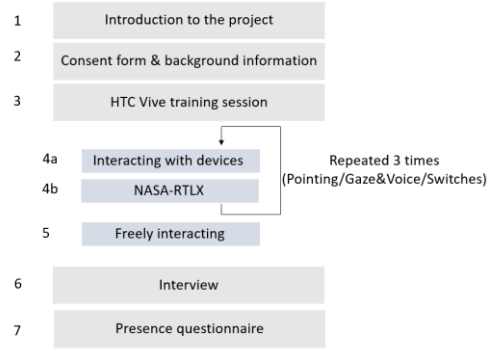 1 Introduction to the project
2 Consent form & background information
3 HTC Vive training session
4a Interacting with devices
4b NASA-RTLX
Repeated 3 times
(Pointing/Gaze&Voice/Switches)
5 Freely interacting
6 Interview
7 Presence questionnaire